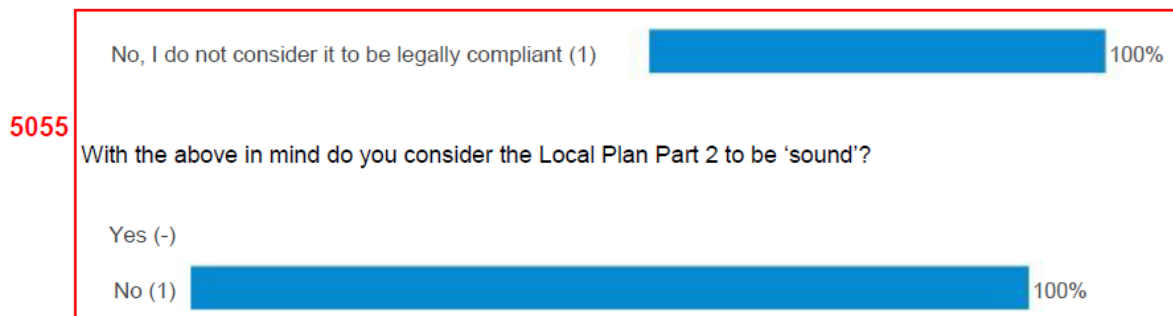 No, I do not consider it to be legally compliant (1) 100%
5055
With the above in mind do you consider the Local Plan Part 2 to be ‘sound’?
Yes (-)
No (1) 100%